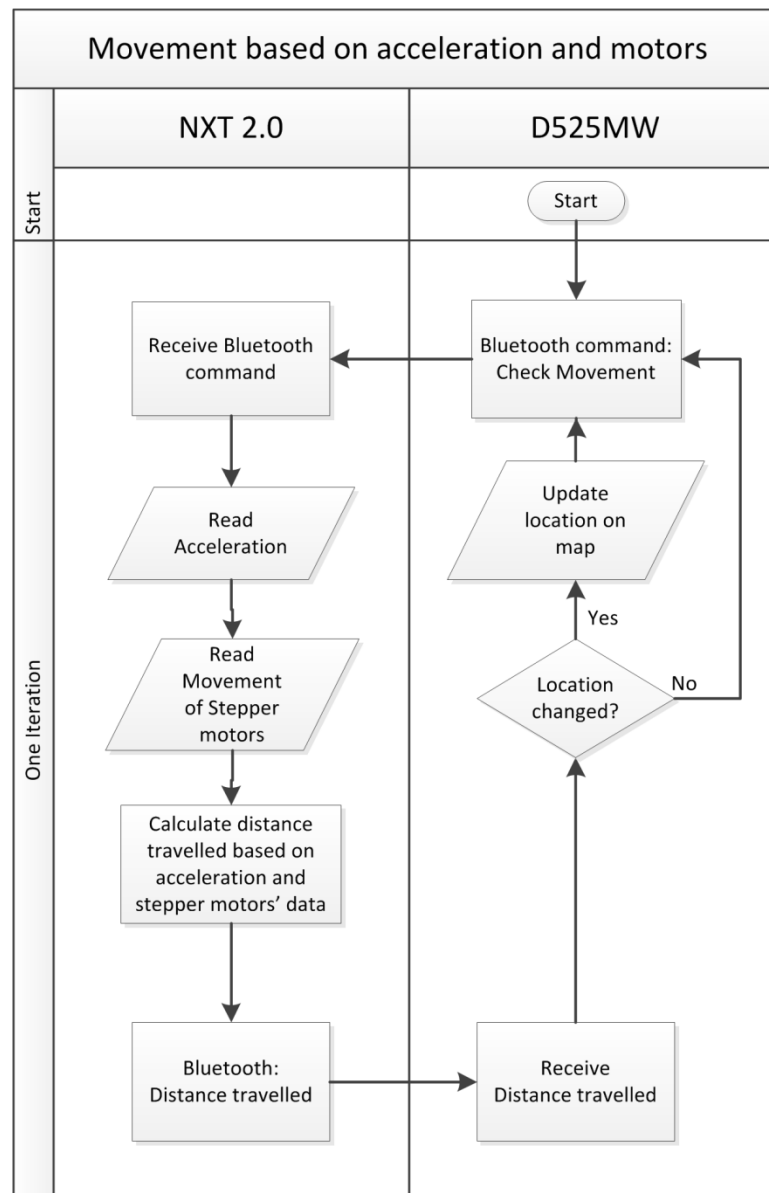 Movement based on acceleration and motors
NXT 2.0
D525MW
Start
Start
One Iteration
Receive Bluetooth
command
Bluetooth command:
Check Movement
Read
Acceleration
Update
location on
map
Yes
Read
Movement
of Stepper
motors
Location
changed?
No
Calculate distance
travelled based on
acceleration and
stepper motors’ data
Bluetooth:
Distance travelled
Receive
Distance travelled